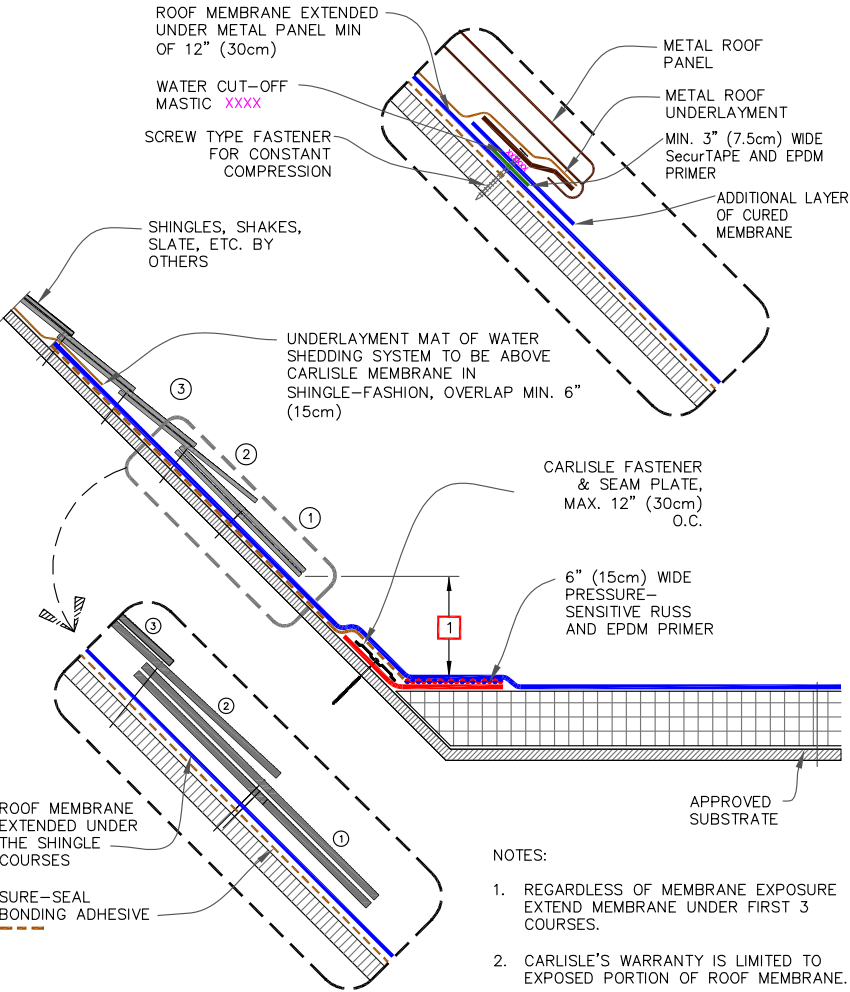 ROOF MEMBRANE EXTENDED
UNDER METAL PANEL MIN
OF 12" (30cm)
WATER CUT-OFF
MASTIC XXXX
SCREW TYPE FASTENER
FOR CONSTANT
COMPRESSION
METAL ROOF
PANEL
METAL ROOF
UNDERLAYMENT
MIN. 3" (7.5cm) WIDE
SecurTAPE AND EPDM
PRIMER
ADDITIONAL LAYER
OF CURED
MEMBRANE
XXXXX
SHINGLES, SHAKES,
SLATE, ETC. BY
OTHERS
UNDERLAYMENT MAT OF WATER
SHEDDING SYSTEM TO BE ABOVE
CARLISLE MEMBRANE IN
SHINGLE-FASHION, OVERLAP MIN. 6"
(15cm)
3
2
1
CARLISLE FASTENER
& SEAM PLATE,
MAX. 12" (30cm)
O.C.
6" (15cm) WIDE
PRESSURE-
SENSITIVE RUSS
AND EPDM PRIMER
1
3
2
1
APPROVED
SUBSTRATE
ROOF MEMBRANE
EXTENDED UNDER
THE SHINGLE
COURSES
SURE-SEAL
BONDING ADHESIVE
NOTES:
1. REGARDLESS OF MEMBRANE EXPOSURE
EXTEND MEMBRANE UNDER FIRST 3
COURSES.
2. CARLISLE'S WARRANTY IS LIMITED TO
EXPOSED PORTION OF ROOF MEMBRANE.